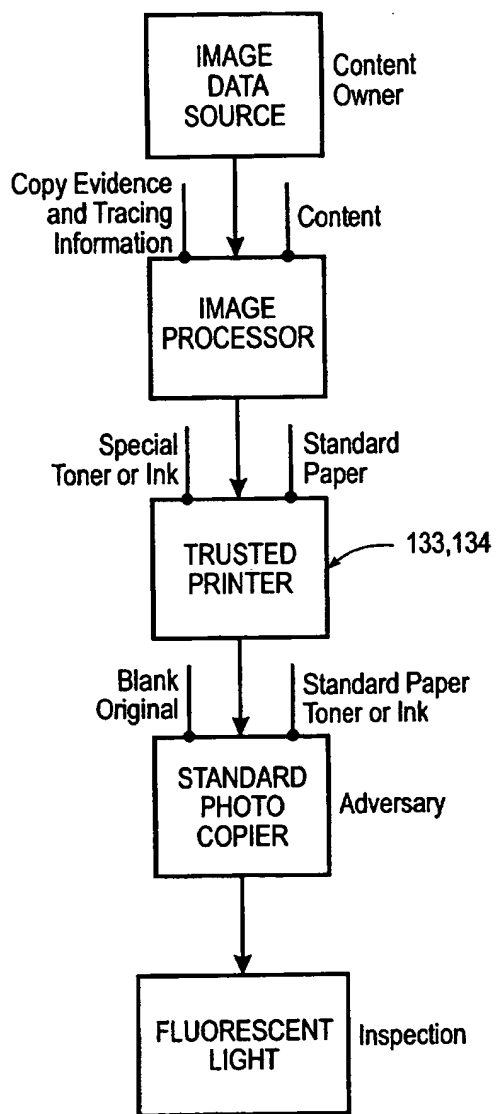 IMAGE
DATA
SOURCE
Content
Owner
Copy Evidence
and Tracing
Information
Content
IMAGE
PROCESSOR
Special
Toner or Ink
Standard
Paper
TRUSTED
PRINTER
133,134
Blank
Original
Standard Paper
Toner or Ink
STANDARD
PHOTO
COPIER
Adversary
FLUORESCENT
LIGHT
Inspection